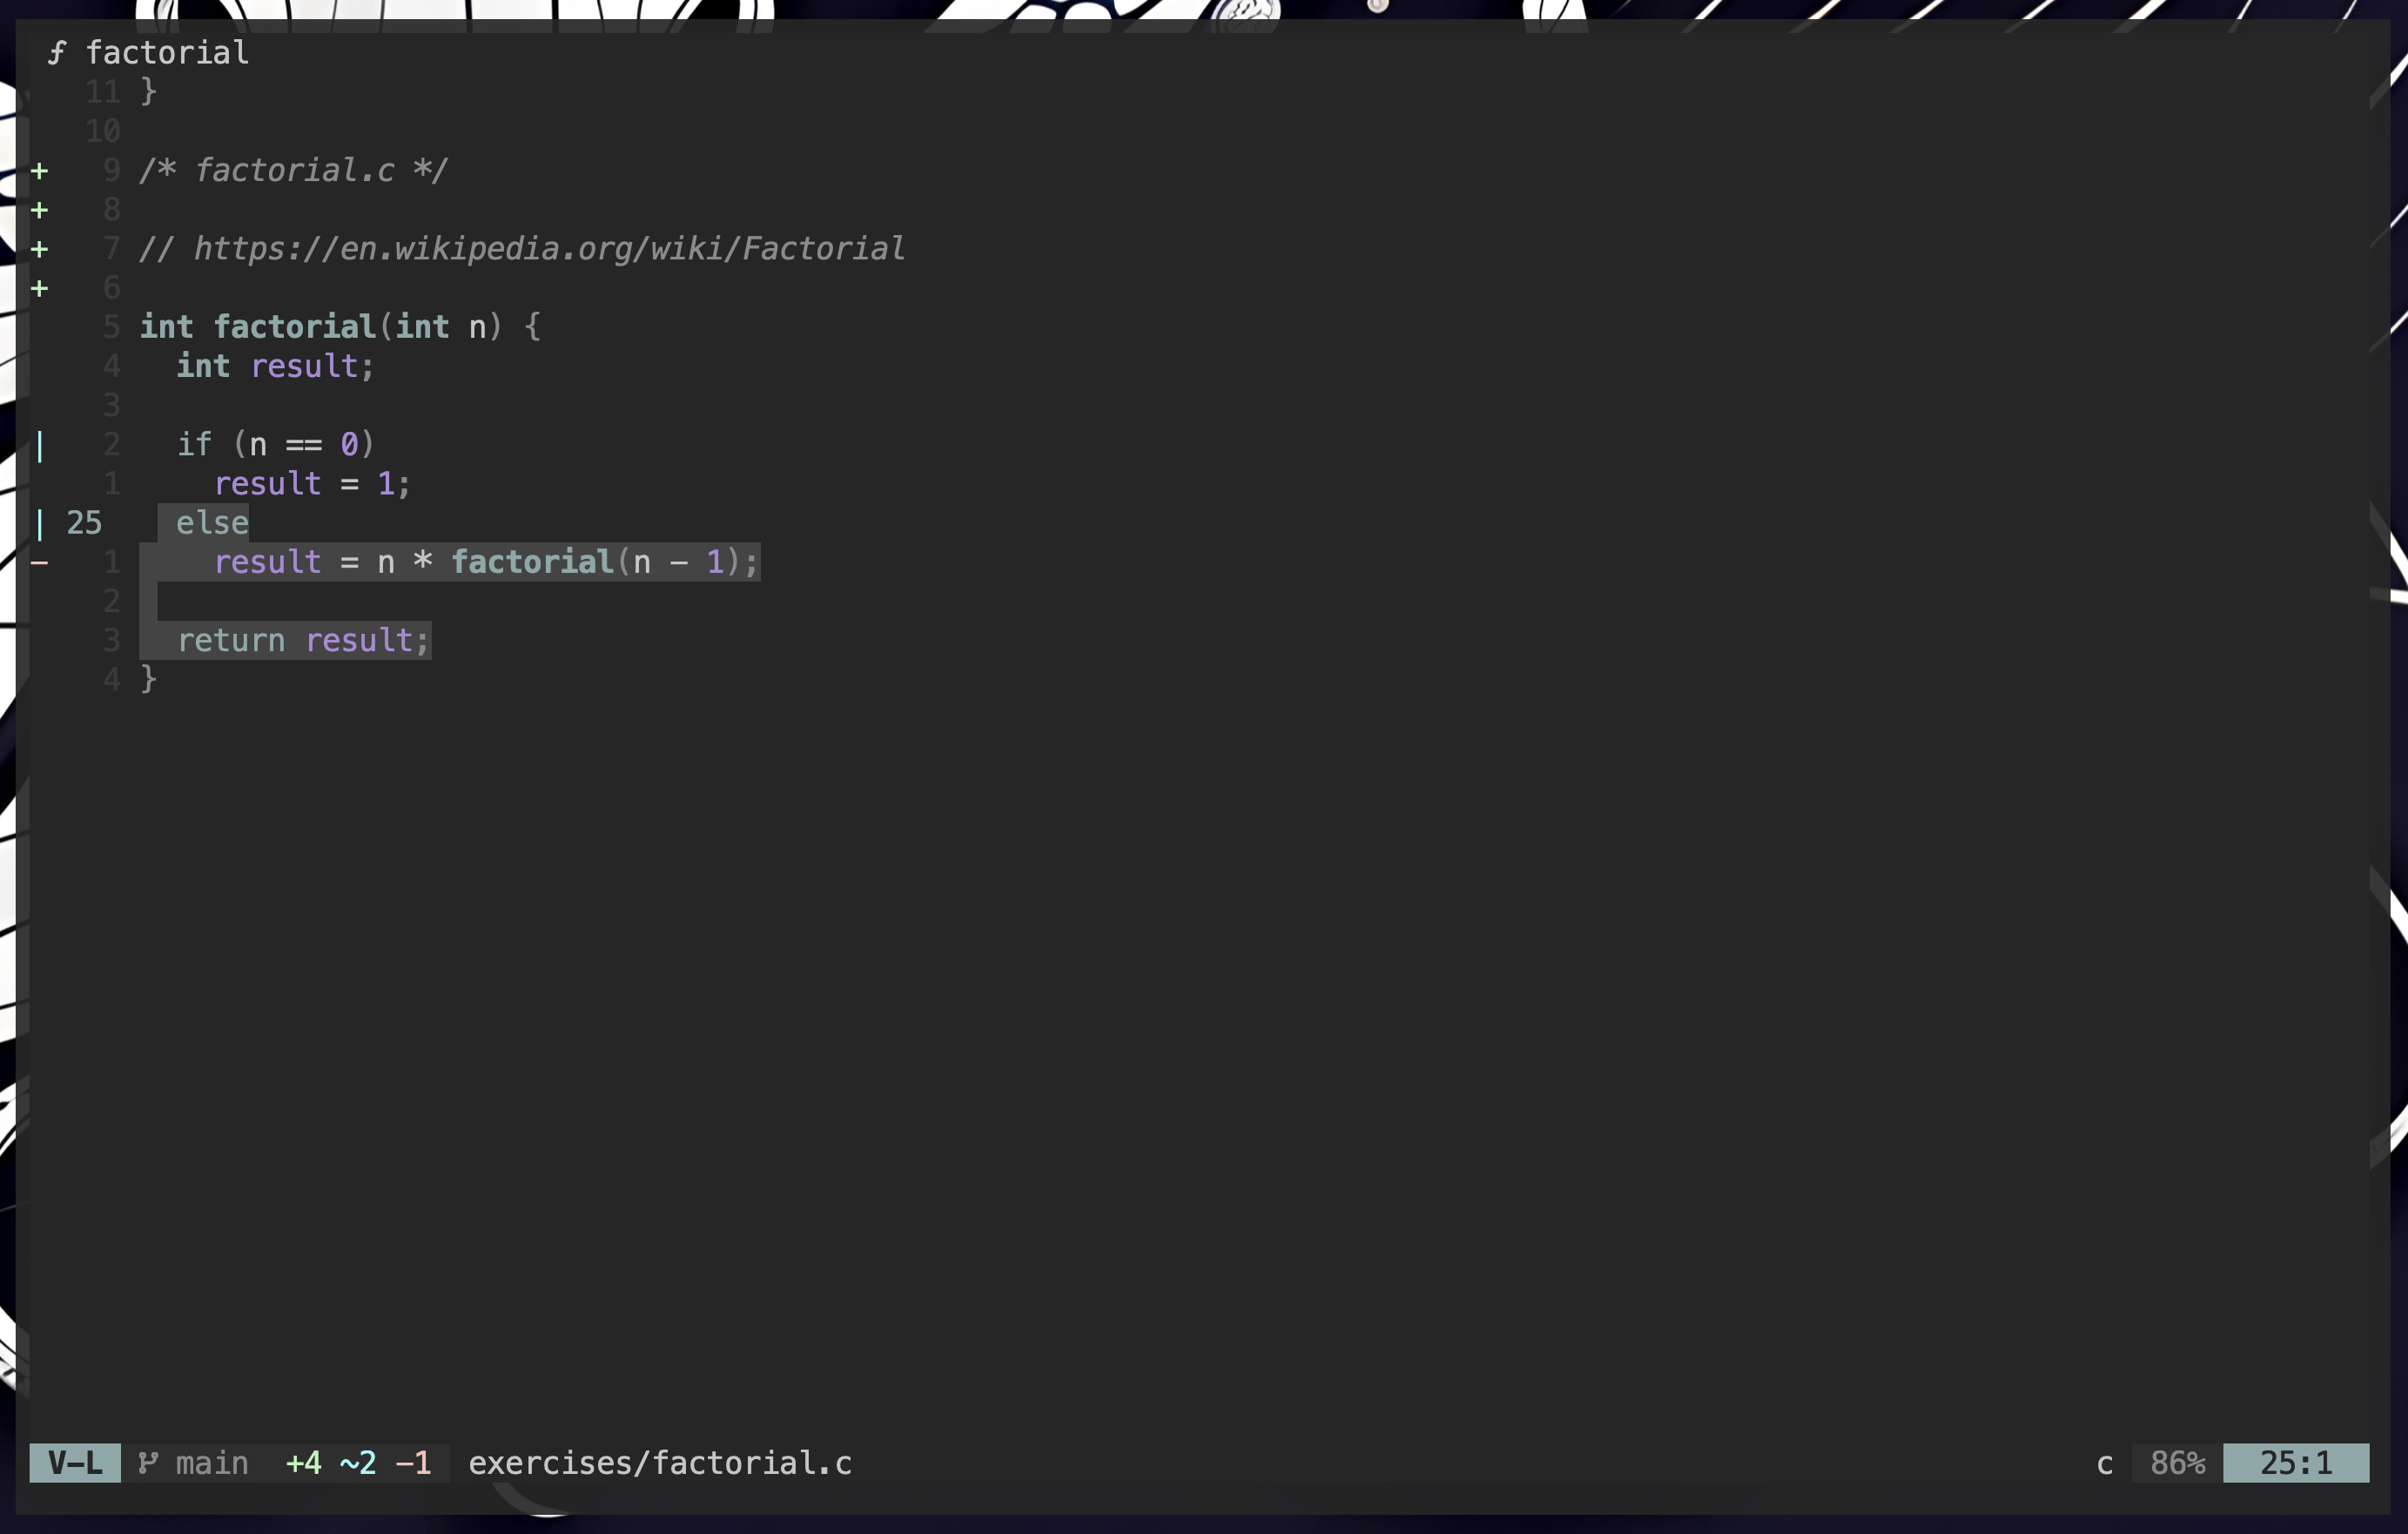 ƒ factorial
11 }
10
+ 9 /* factorial.c */
+ 8
+ 7 // https://en.wikipedia.org/wiki/Factorial
+ 6
5 int factorial(int n) {
4   int result;
3
| 2   if (n == 0)
1     result = 1;
| 25   else
- 1     result = n * factorial(n - 1);
2
3   return result;
4 }
V-L main +4 ~2 -1 exercises/factorial.c c 86% 25:1